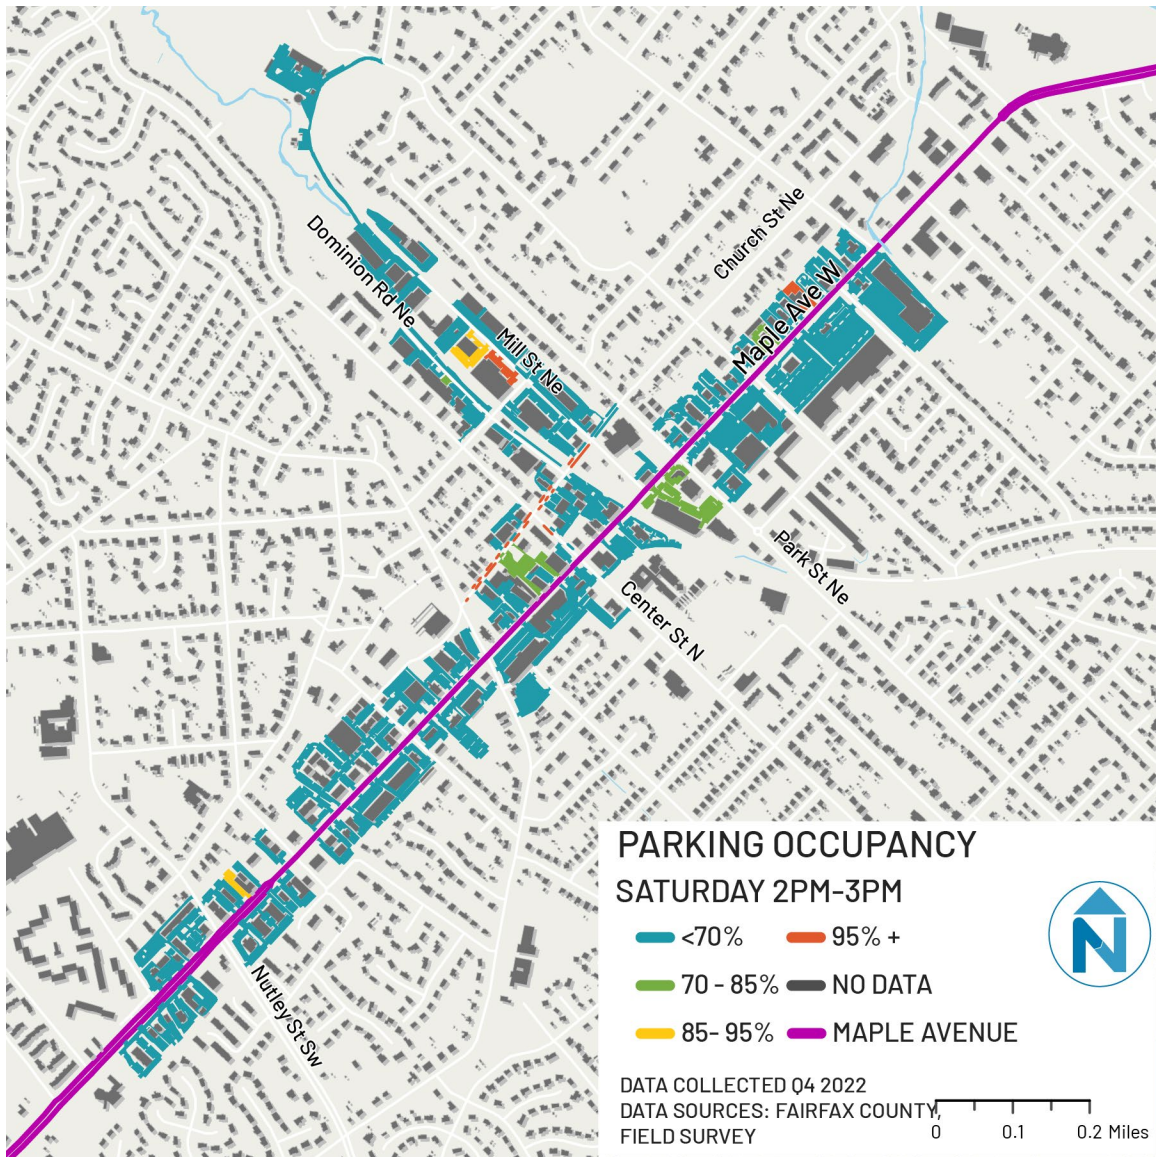 Church St Ne
Dominion Rd Ne
Maple Ave W
Mill St Ne
Park St Ne
Center St N
Nutley St Sw
PARKING OCCUPANCY
SATURDAY 2PM-3PM
<70% 95% +
70 - 85% NO DATA
85- 95% MAPLE AVENUE
N
DATA COLLECTED Q4 2022
DATA SOURCES: FAIRFAX COUNTY,
FIELD SURVEY
0 0.1 0.2 Miles